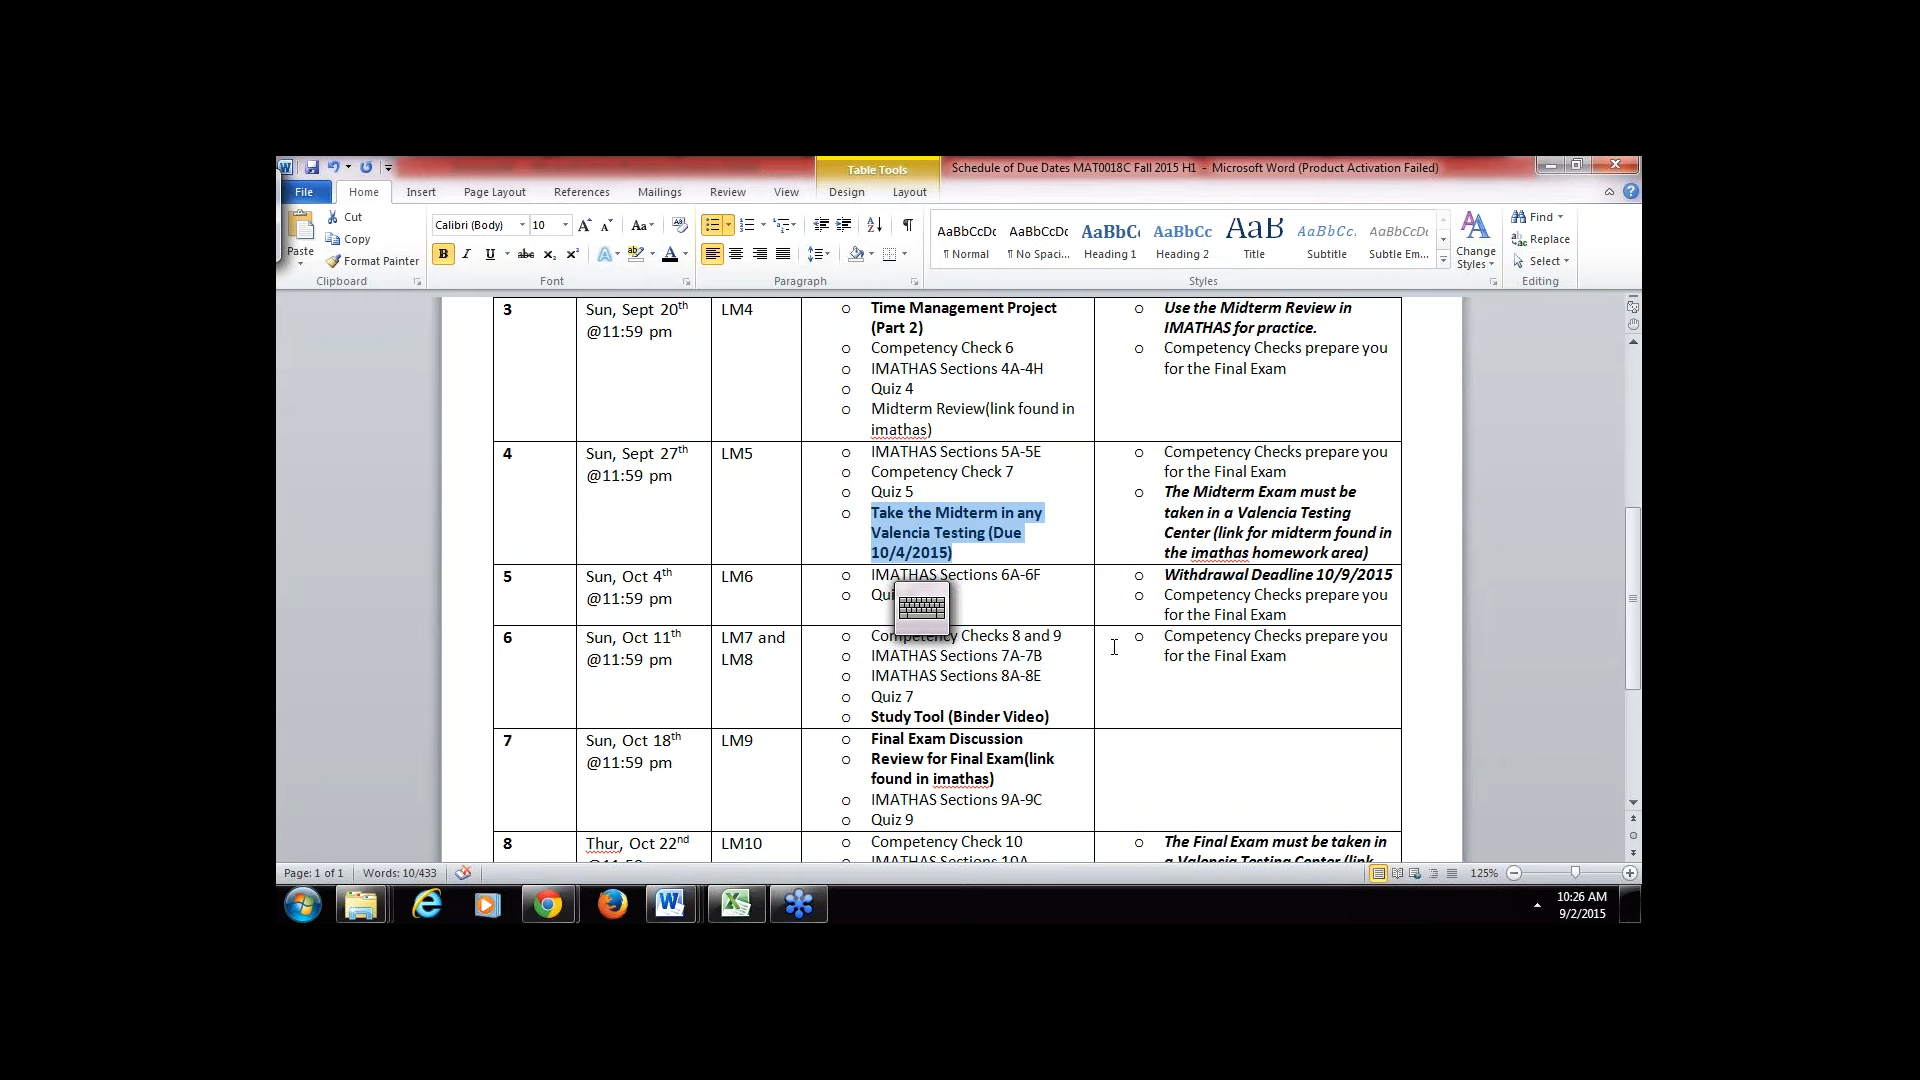 Table Tools
Schedule of Due Dates MAT0018C Fall 2015 H1 - Microsoft Word (Product Activation Failed)
File Home Insert Page Layout References Mailings Review View Design Layout
Paste
Cut
Copy
Format Painter
Clipboard
Calibri (Body) 10
Font
Paragraph
AaBbCcDc AaBbCcDc AaBbC AaBbCc AaB AaBbCc. AaBbCcDc
¶ Normal ¶ No Spaci... Heading 1 Heading 2 Title Subtitle Subtle Em...
Styles
Change Styles
Find
Replace
Select
Editing
3
Sun, Sept 20th
@11:59 pm
LM4
o Time Management Project
(Part 2)
o Competency Check 6
o IMATHAS Sections 4A-4H
o Quiz 4
o Midterm Review(link found in
imathas)
o Use the Midterm Review in
IMATHAS for practice.
o Competency Checks prepare you
for the Final Exam
4
Sun, Sept 27th
@11:59 pm
LM5
o IMATHAS Sections 5A-5E
o Competency Check 7
o Quiz 5
o Take the Midterm in any
Valencia Testing (Due
10/4/2015)
o Competency Checks prepare you
for the Final Exam
o The Midterm Exam must be
taken in a Valencia Testing
Center (link for midterm found in
the imathas homework area)
5
Sun, Oct 4th
@11:59 pm
LM6
o IMATHAS Sections 6A-6F
o
o Withdrawal Deadline 10/9/2015
o Competency Checks prepare you
for the Final Exam
6
Sun, Oct 11th
@11:59 pm
LM7 and
LM8
o Competency Checks 8 and 9
o IMATHAS Sections 7A-7B
o IMATHAS Sections 8A-8E
o Quiz 7
o Study Tool (Binder Video)
o Competency Checks prepare you
for the Final Exam
7
Sun, Oct 18th
@11:59 pm
LM9
o Final Exam Discussion
o Review for Final Exam(link
found in imathas)
o IMATHAS Sections 9A-9C
o Quiz 9
8
Thur, Oct 22nd
LM10
o Competency Check 10
IMATHAS Sections 10A
o The Final Exam must be taken in
a Valencia Testing Center (link
Page: 1 of 1 Words: 10/433
125%
10:26 AM
9/2/2015